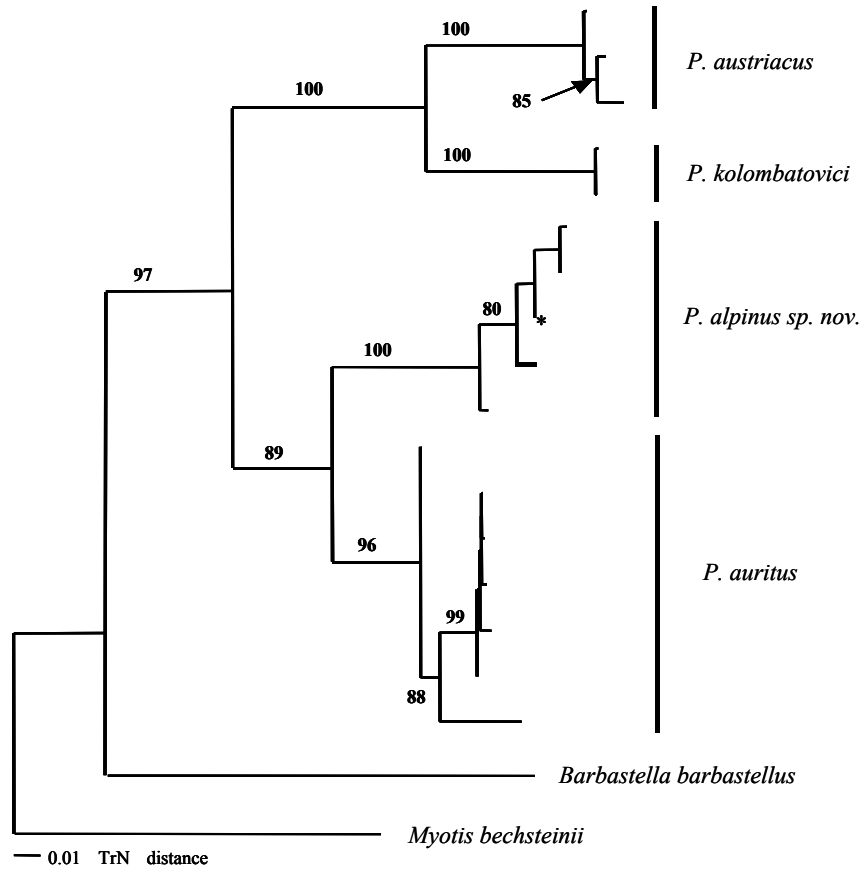 100
P. austriacus
85
100
100
P. kolombatovici
97
P. alpinus sp. nov.
80
*
100
89
96
P. auritus
99
88
Barbastella barbastellus
Myotis bechsteinii
0.01 TrN distance